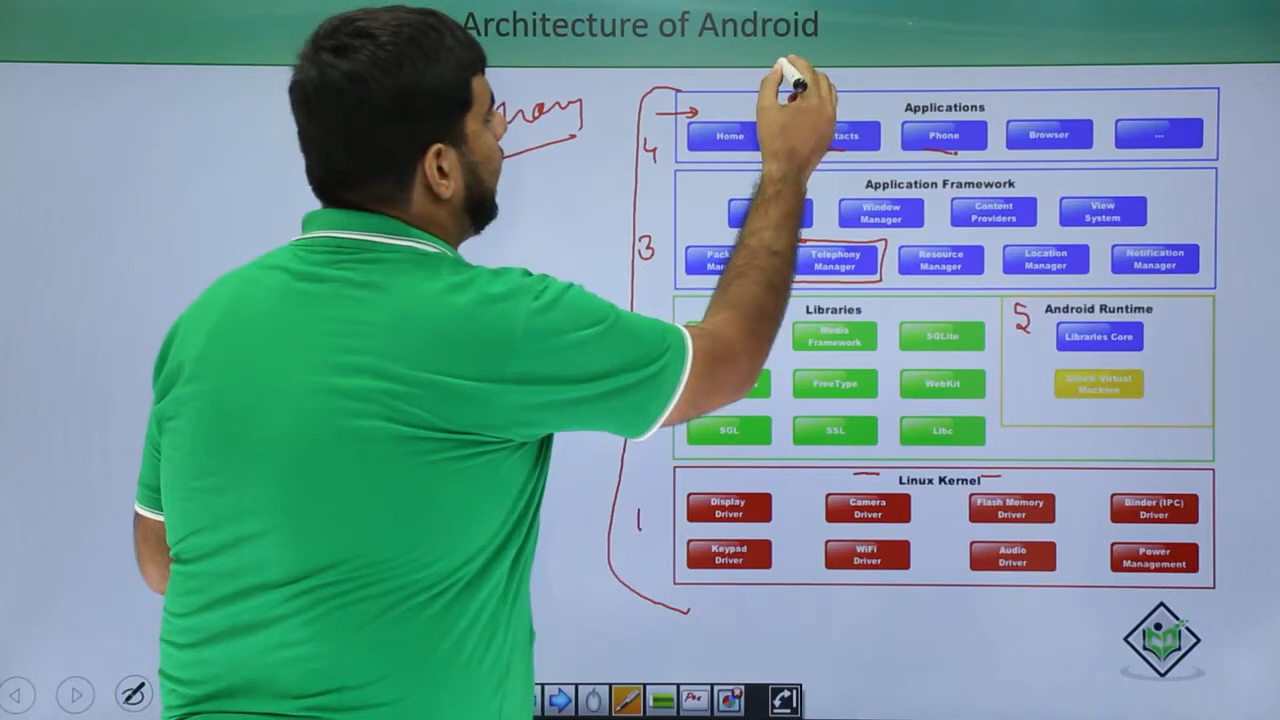 Architecture of Android
Applications
4
Home
Phone
Browser
...
Application Framework
Window
Manager
Content
Providers
View
System
3
Telephony
Manager
Resource
Manager
Location
Manager
Notification
Manager
Libraries
5
Android Runtime
Media
Framework
SQLite
Libraries Core
FreeType
WebKit
Dalvik Virtual
Machine
SGL
SSL
Libc
Linux Kernel
1
Display
Driver
Camera
Driver
Flash Memory
Driver
Binder (IPC)
Driver
Keypad
Driver
WiFi
Driver
Audio
Driver
Power
Management